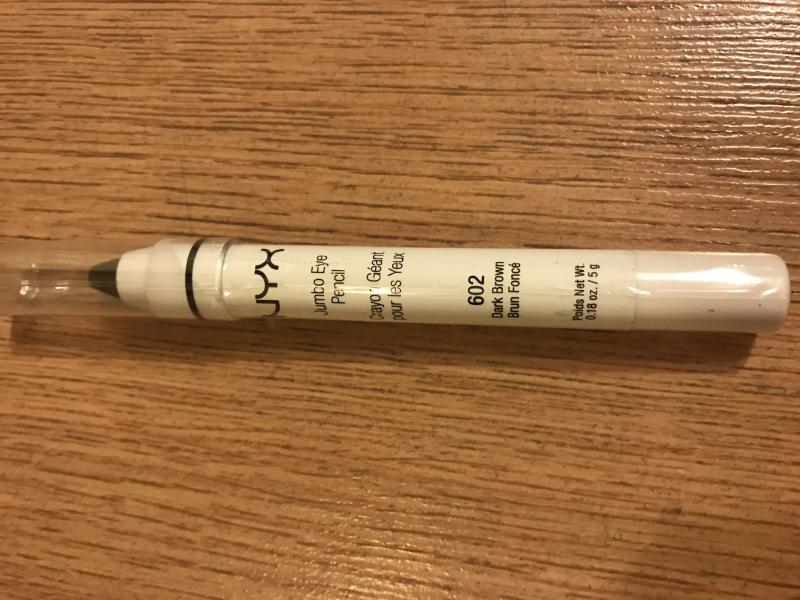 NYX
Jumbo Eye
Pencil
Crayon Géant
pour les Yeux
602
Dark Brown
Brun Foncé
Poids Net Wt.
0.18 oz. / 5 g